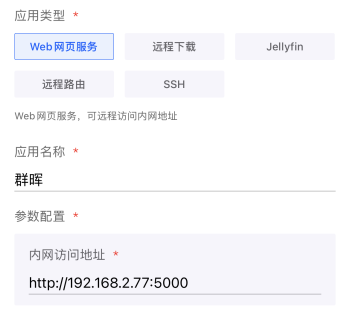 应用类型 *
Web网页服务 远程下载 Jellyfin
远程路由 SSH
Web网页服务，可远程访问内网地址
应用名称 *
群晖
参数配置 *
内网访问地址 *
http://192.168.2.77:5000